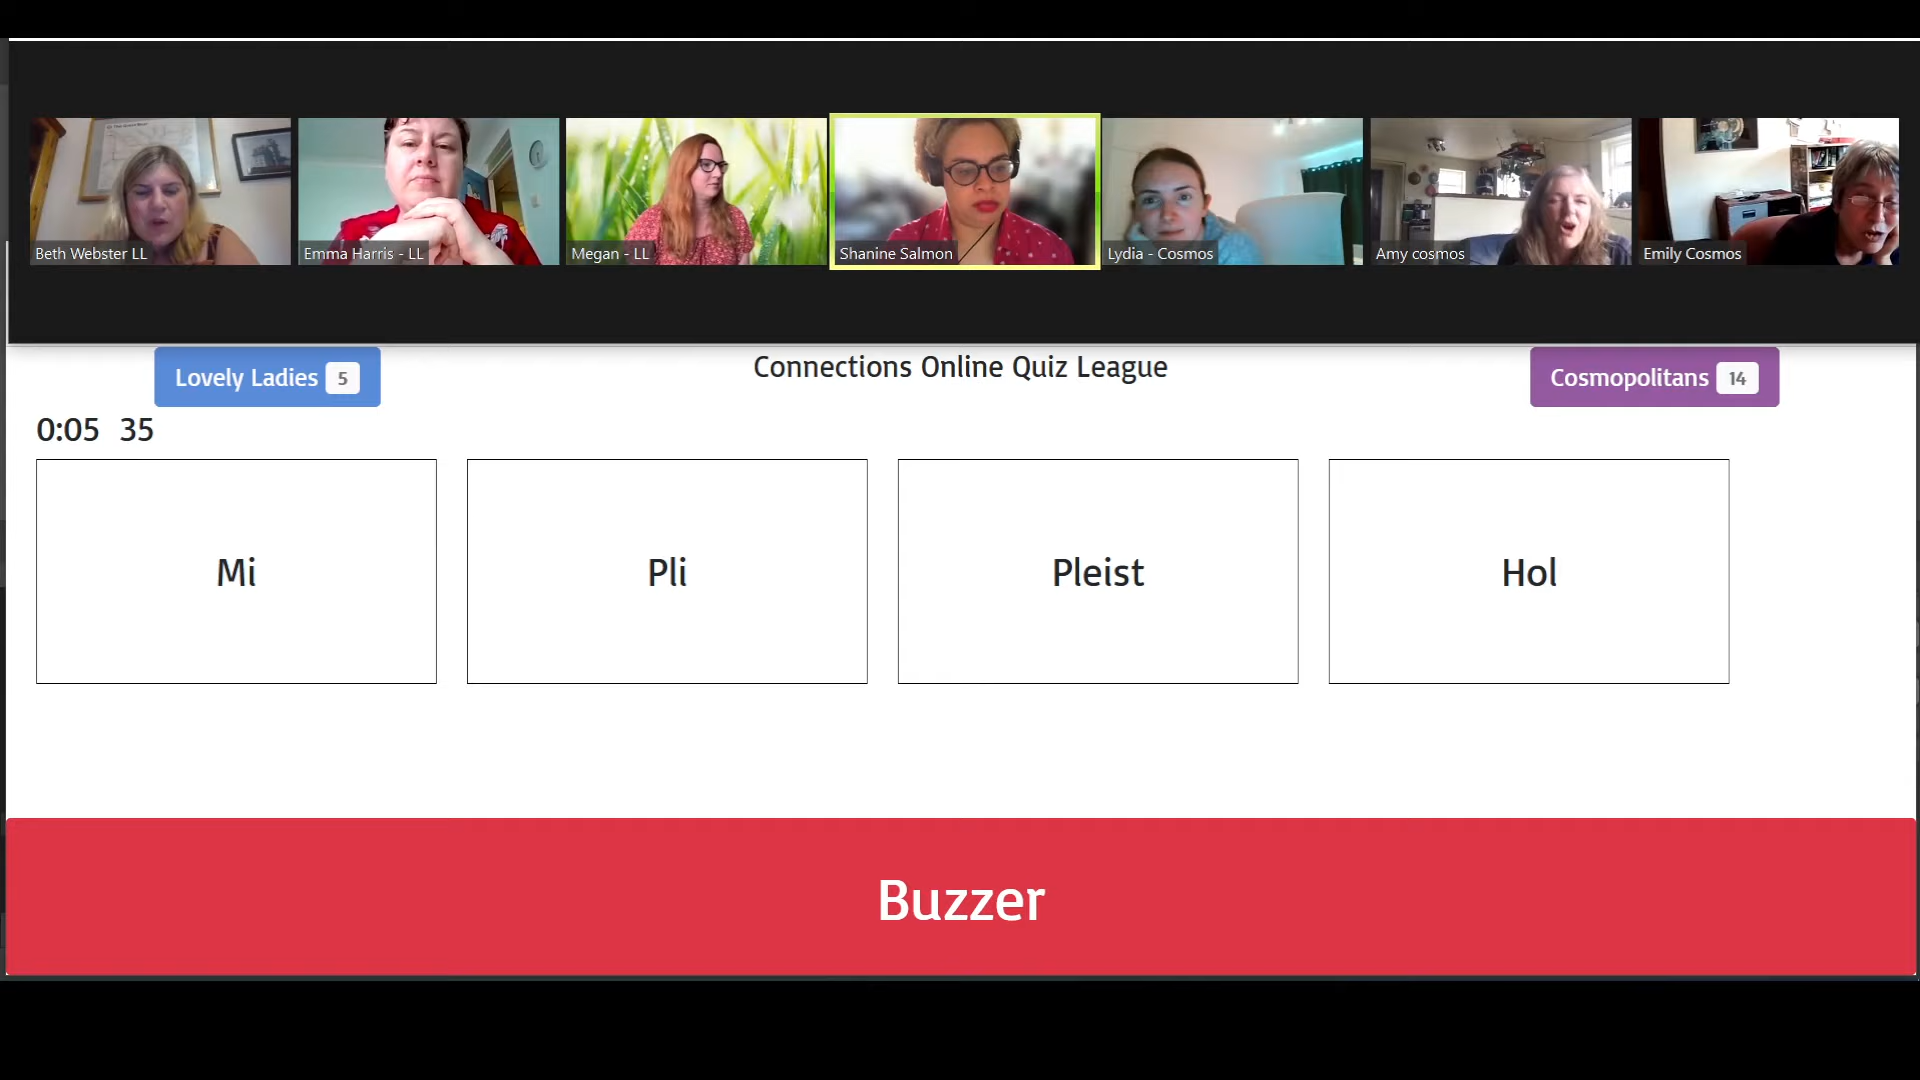 Beth Webster LL
Emma Harris - LL
Megan - LL
Shanine Salmon
Lydia - Cosmos
Amy cosmos
Emily Cosmos
Lovely Ladies 5
Connections Online Quiz League
Cosmopolitans 14
0:05 35
Mi
Pli
Pleist
Hol
Buzzer